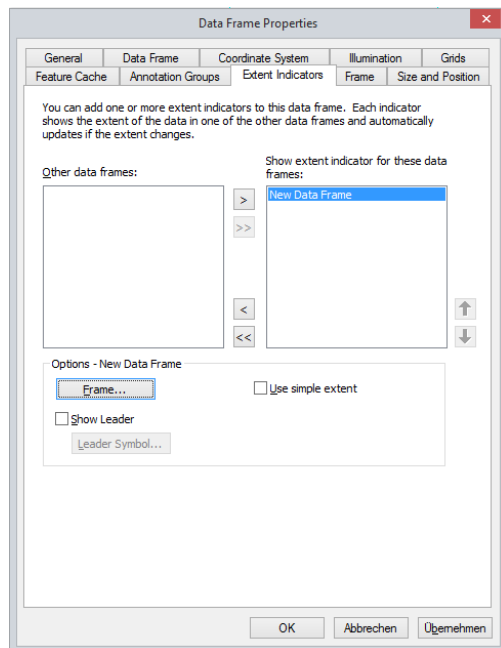 Data Frame Properties
×
General Data Frame Coordinate System Illumination Grids
Feature Cache Annotation Groups Extent Indicators Frame Size and Position
You can add one or more extent indicators to this data frame. Each indicator
shows the extent of the data in one of the other data frames and automatically
updates if the extent changes.
Other data frames:
Show extent indicator for these data
frames:
New Data Frame
>
>>
<
<<
Options - New Data Frame
Frame...
Use simple extent
Show Leader
Leader Symbol...
OK Abbrechen Übernehmen